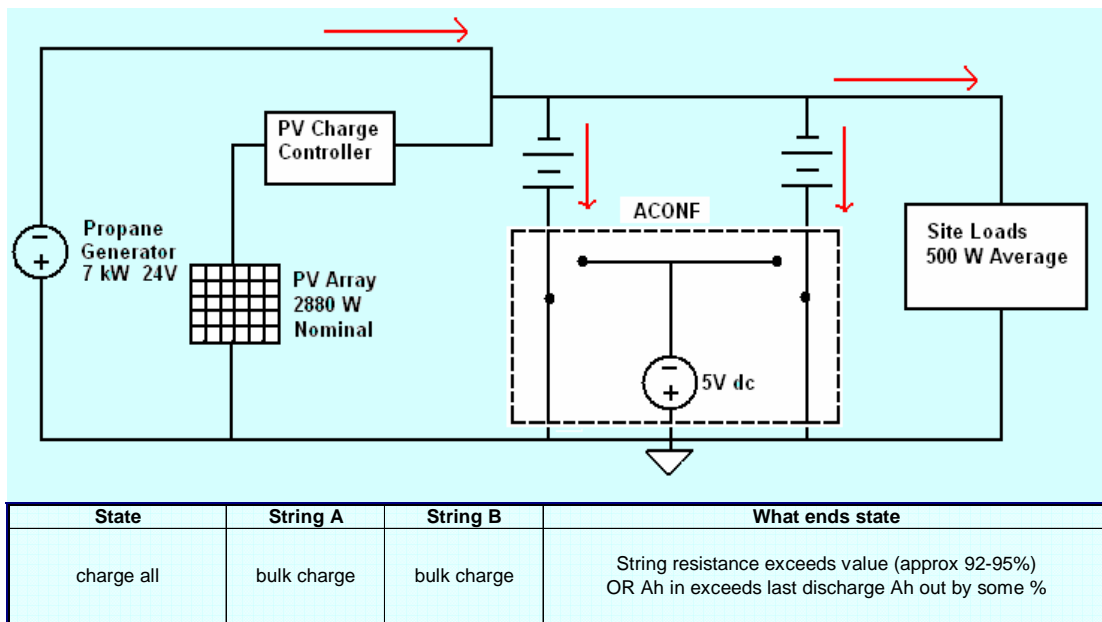 PV Charge
Controller
ACONF
Propane
Generator
7 kW 24V
PV Array
2880 W
Nominal
5V dc
Site Loads
500 W Average
State String A String B What ends state
charge all bulk charge bulk charge String resistance exceeds value (approx 92-95%)
OR Ah in exceeds last discharge Ah out by some %